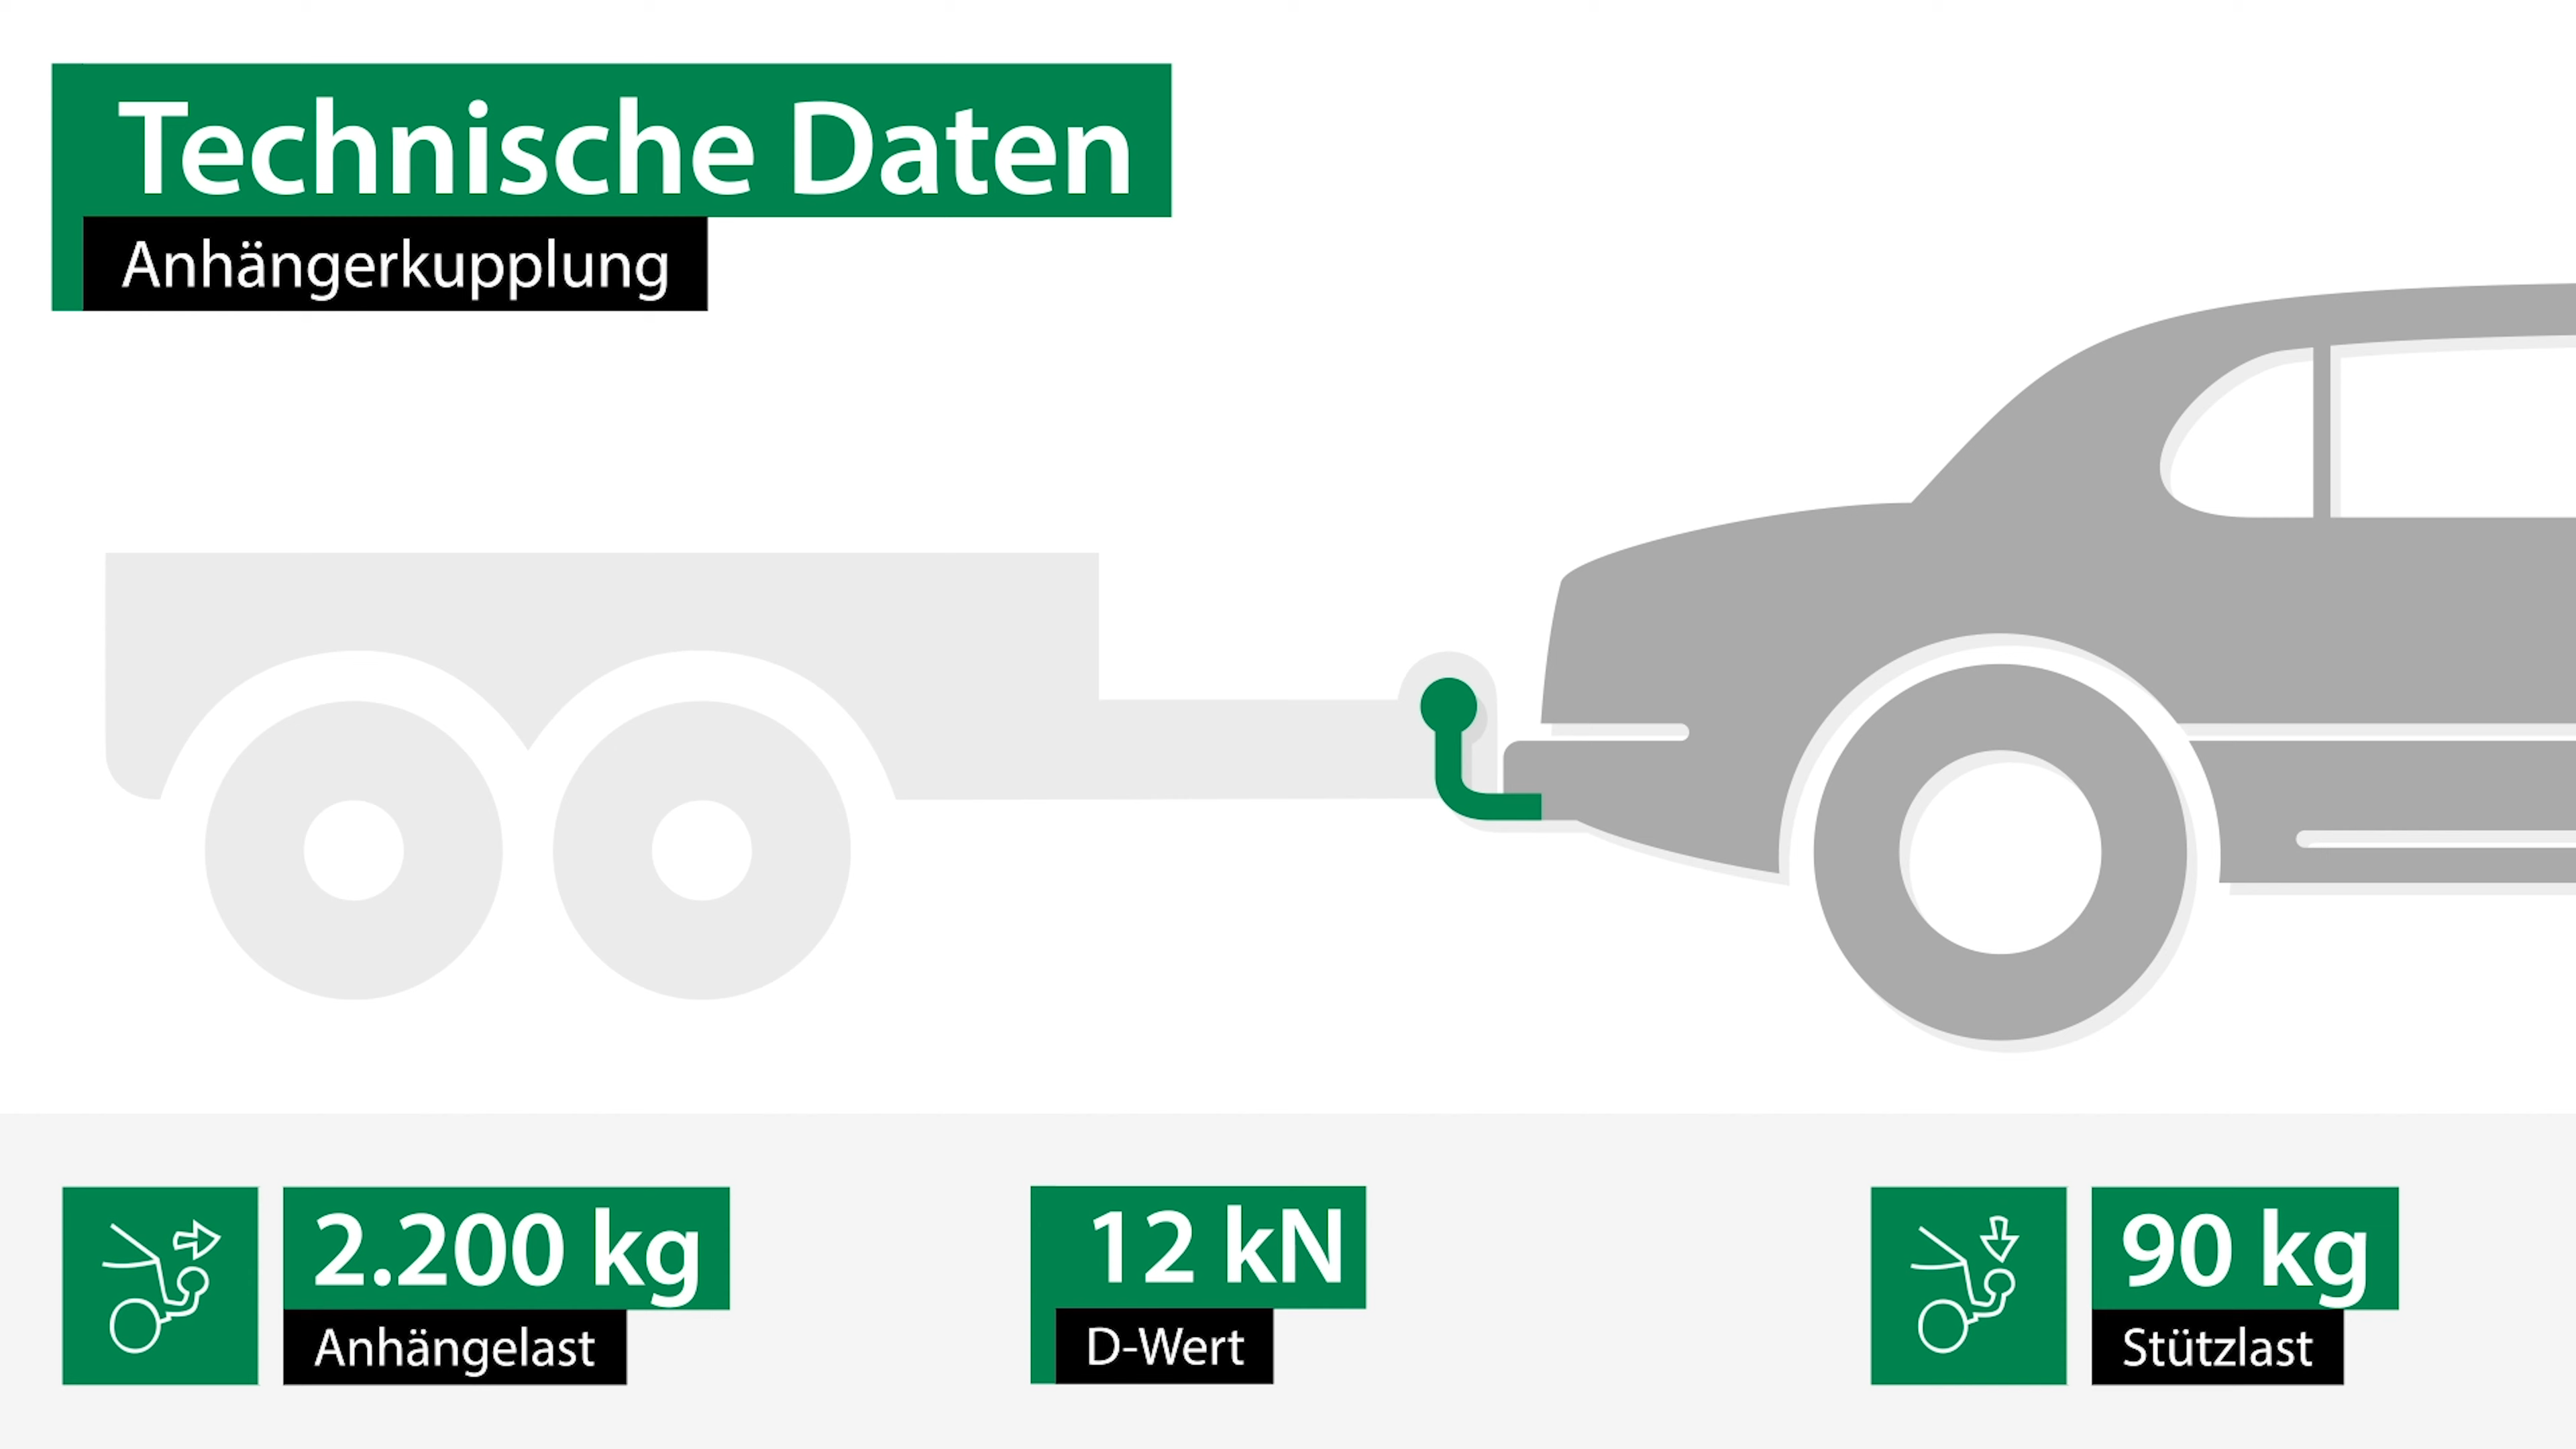 Technische Daten
Anhängerkupplung
2.200 kg
Anhängelast
12 kN
D-Wert
90 kg
Stützlast